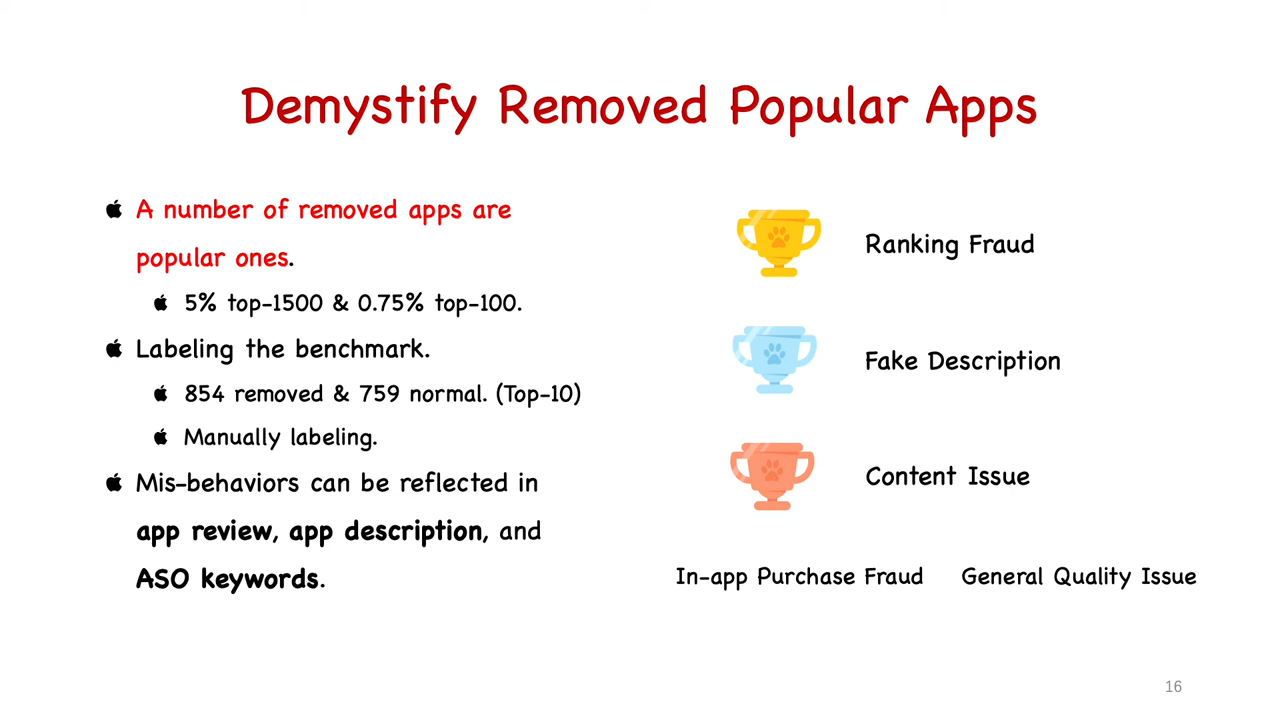 Demystify Removed Popular Apps
A number of removed apps are
popular ones.
5% top-1500 & 0.75% top-100.
Labeling the benchmark.
854 removed & 759 normal. (Top-10)
Manually labeling.
Mis-behaviors can be reflected in
app review, app description, and
ASO keywords.
Ranking Fraud
Fake Description
Content Issue
In-app Purchase Fraud
General Quality Issue
16